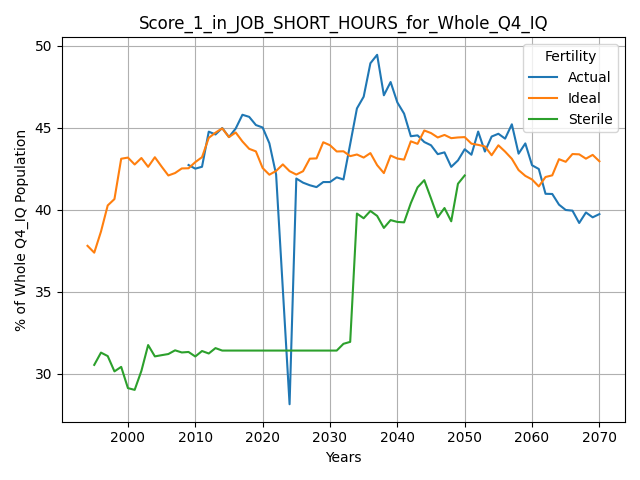 Score_1_in_JOB_SHORT_HOURS_for_Whole_Q4_IQ
Fertility
Actual
Ideal
Sterile
% of Whole Q4_IQ Population
50
45
40
35
30
2000 2010 2020 2030 2040 2050 2060 2070
Years